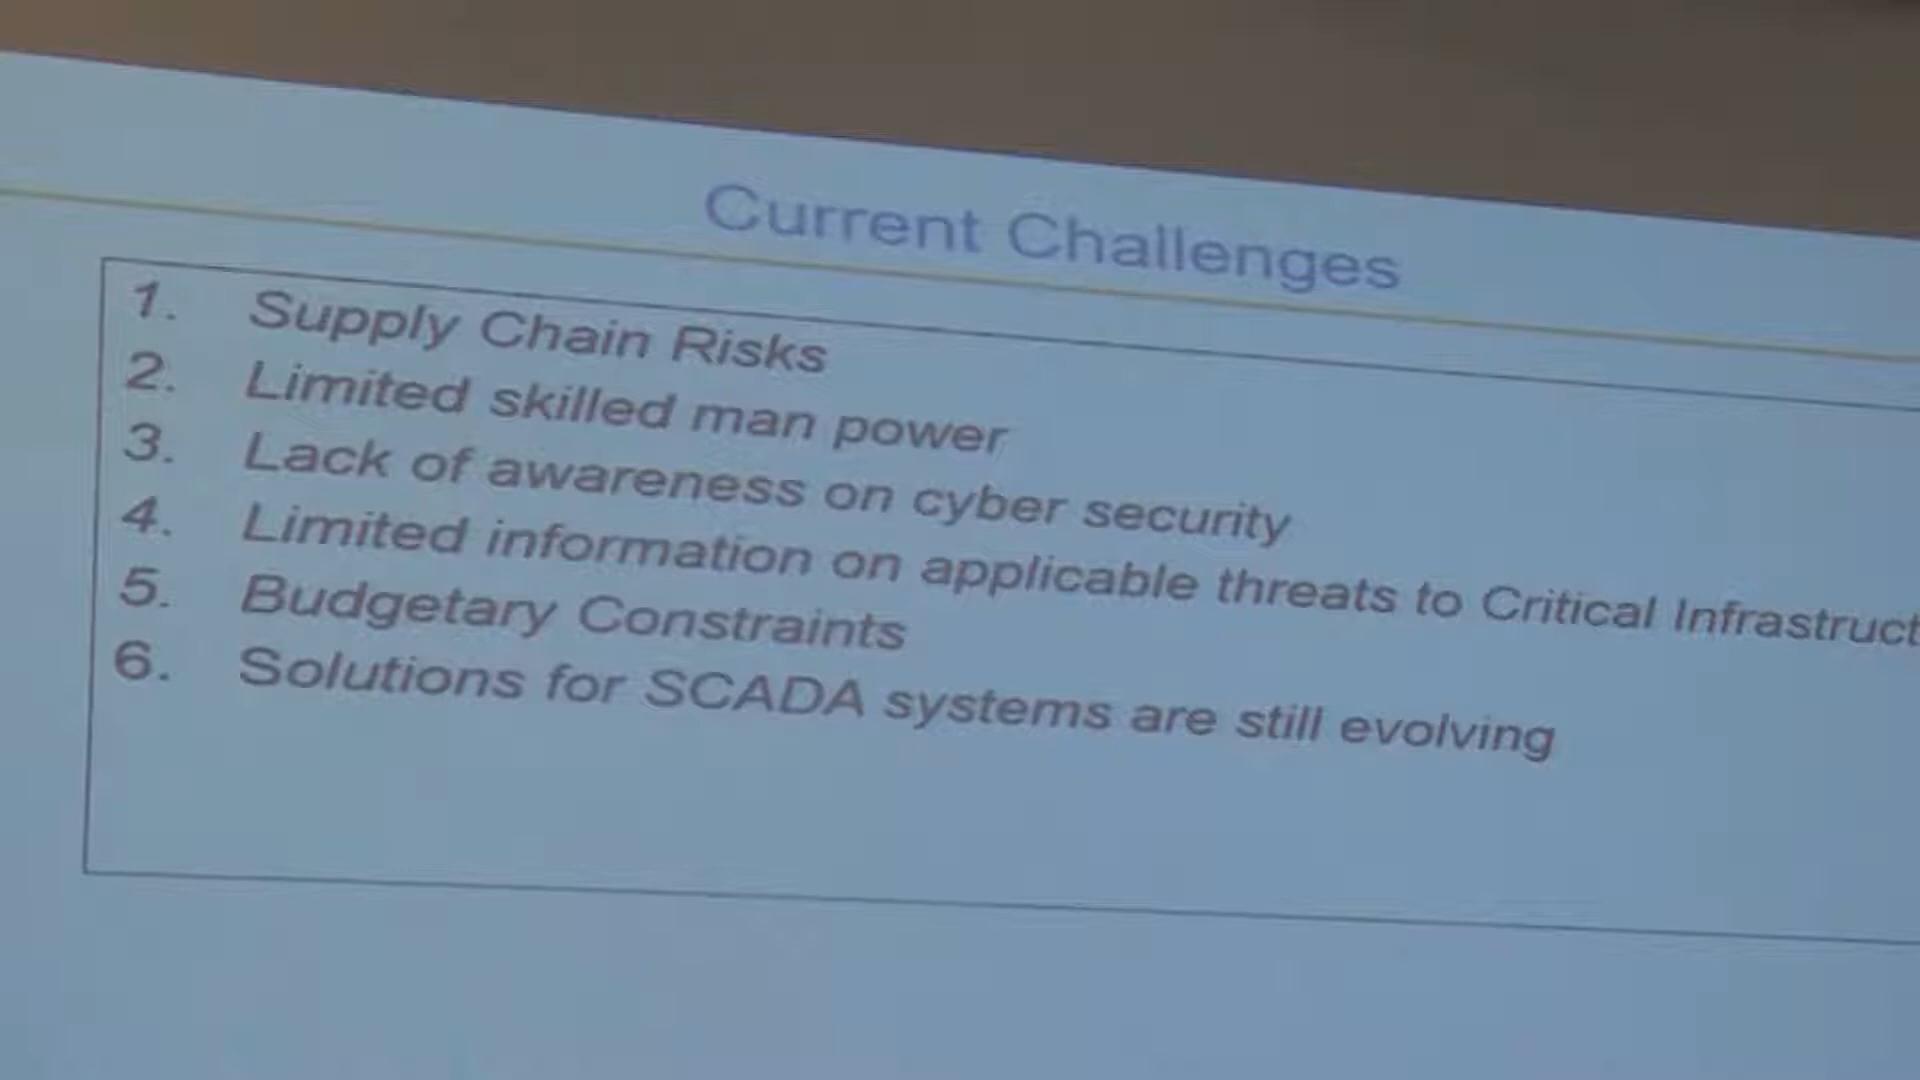 Current Challenges
1. Supply Chain Risks
2. Limited skilled man power
3. Lack of awareness on cyber security
4. Limited information on applicable threats to Critical Infrastruct
5. Budgetary Constraints
6. Solutions for SCADA systems are still evolving